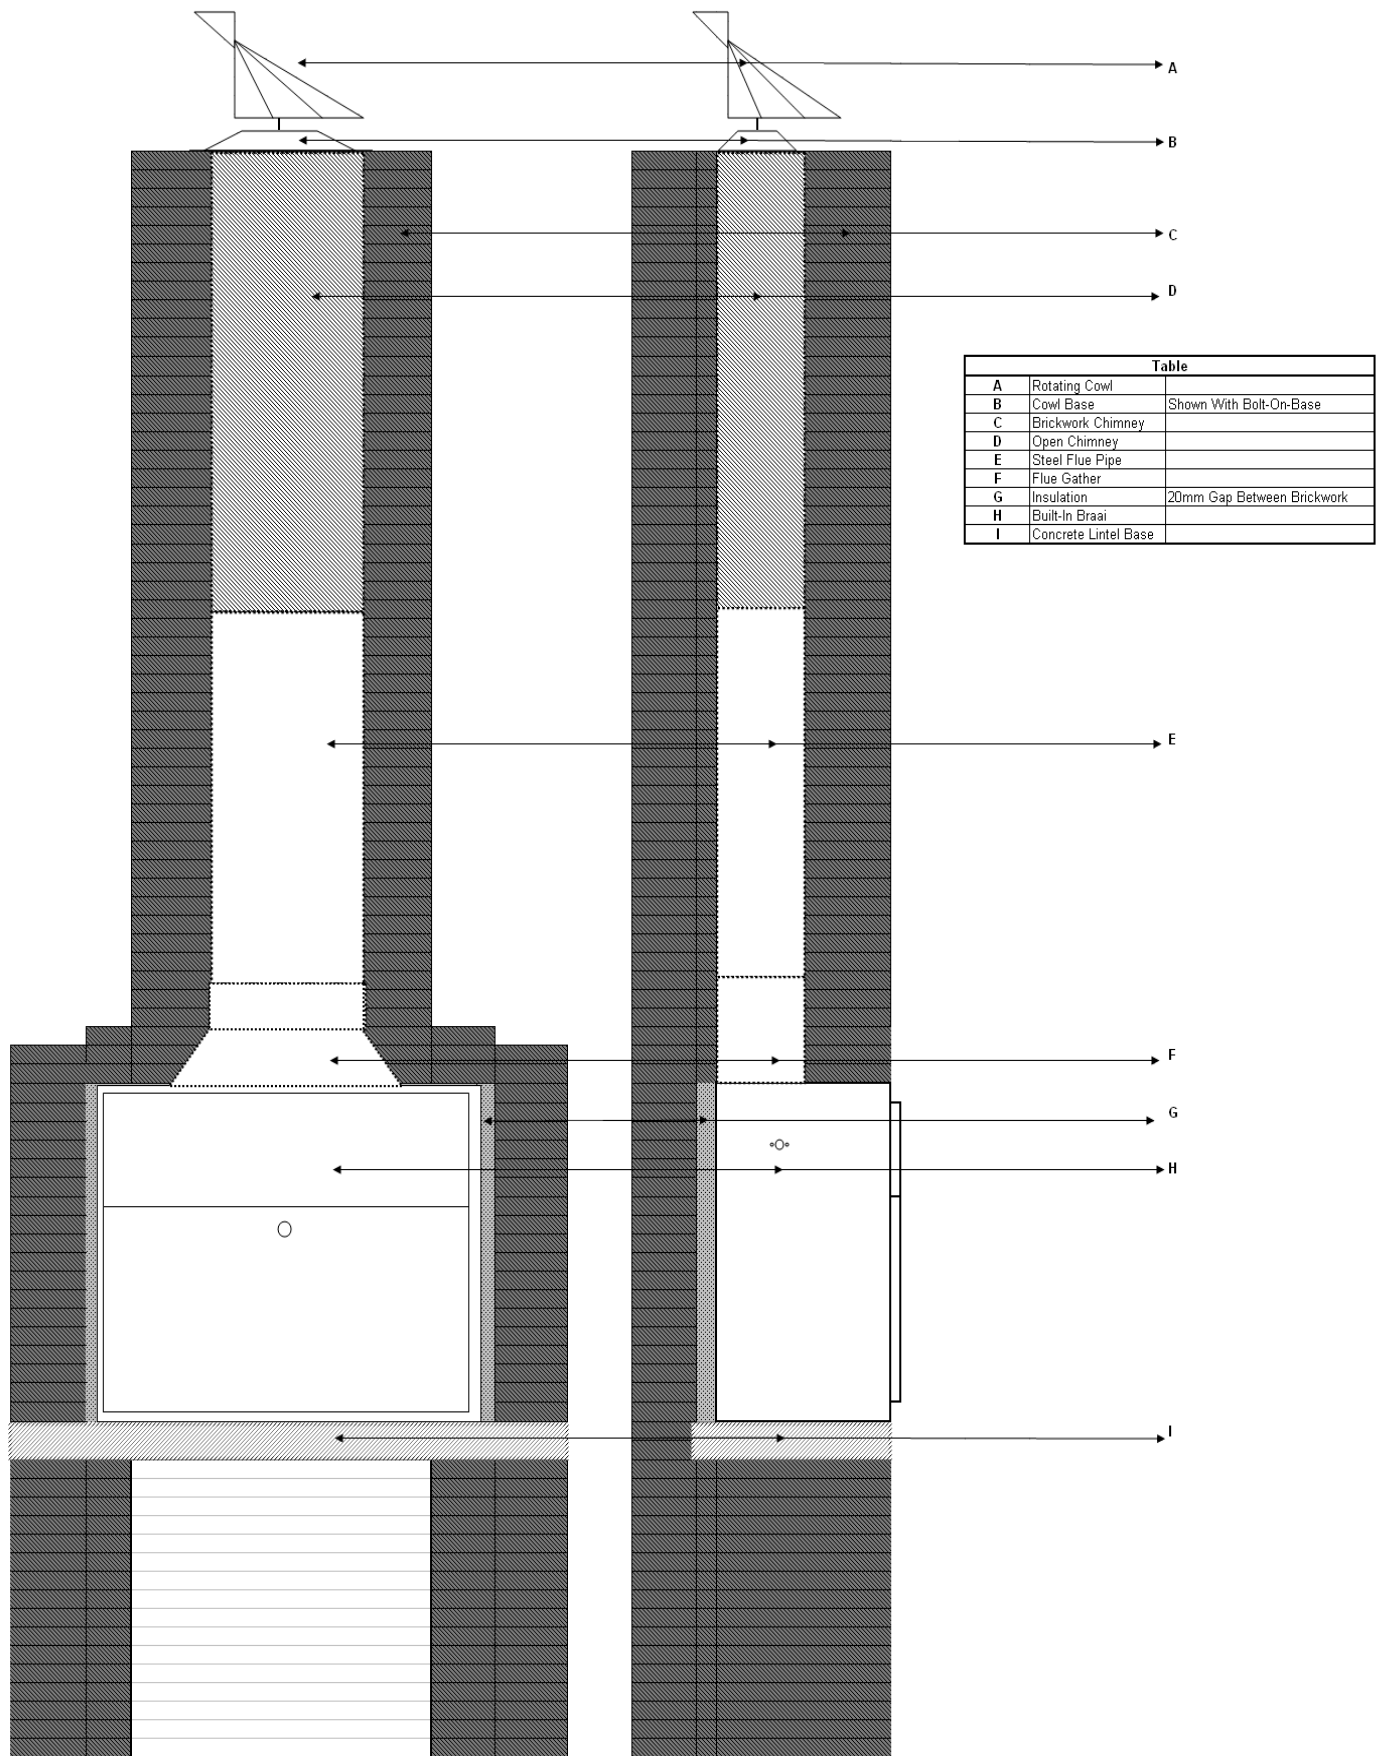 A
B
C
D
Table
A Rotating Cowl
B Cowl Base Shown With Bolt-On-Base
C Brickwork Chimney
D Open Chimney
E Steel Flue Pipe
F Flue Gather
G Insulation 20mm Gap Between Brickwork
H Built-In Braai
I Concrete Lintel Base
E
F
G
H
I